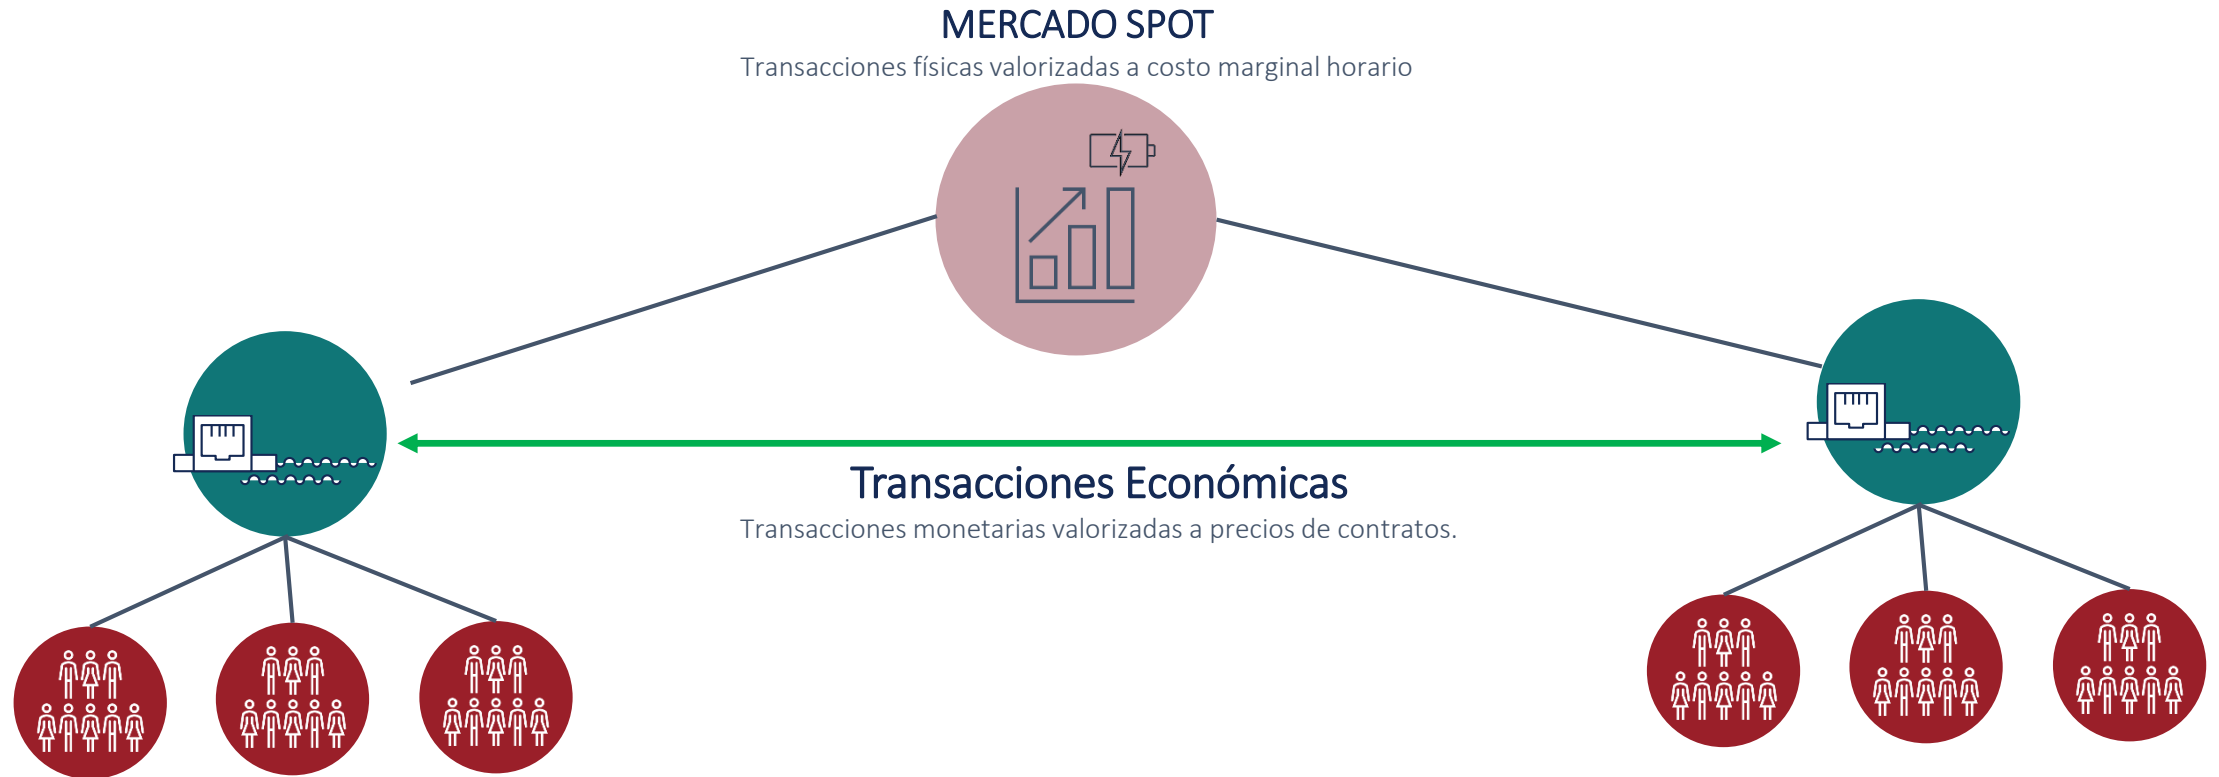 MERCADO SPOT
Transacciones físicas valorizadas a costo marginal horario
Transacciones Económicas
Transacciones monetarias valorizadas a precios de contratos.